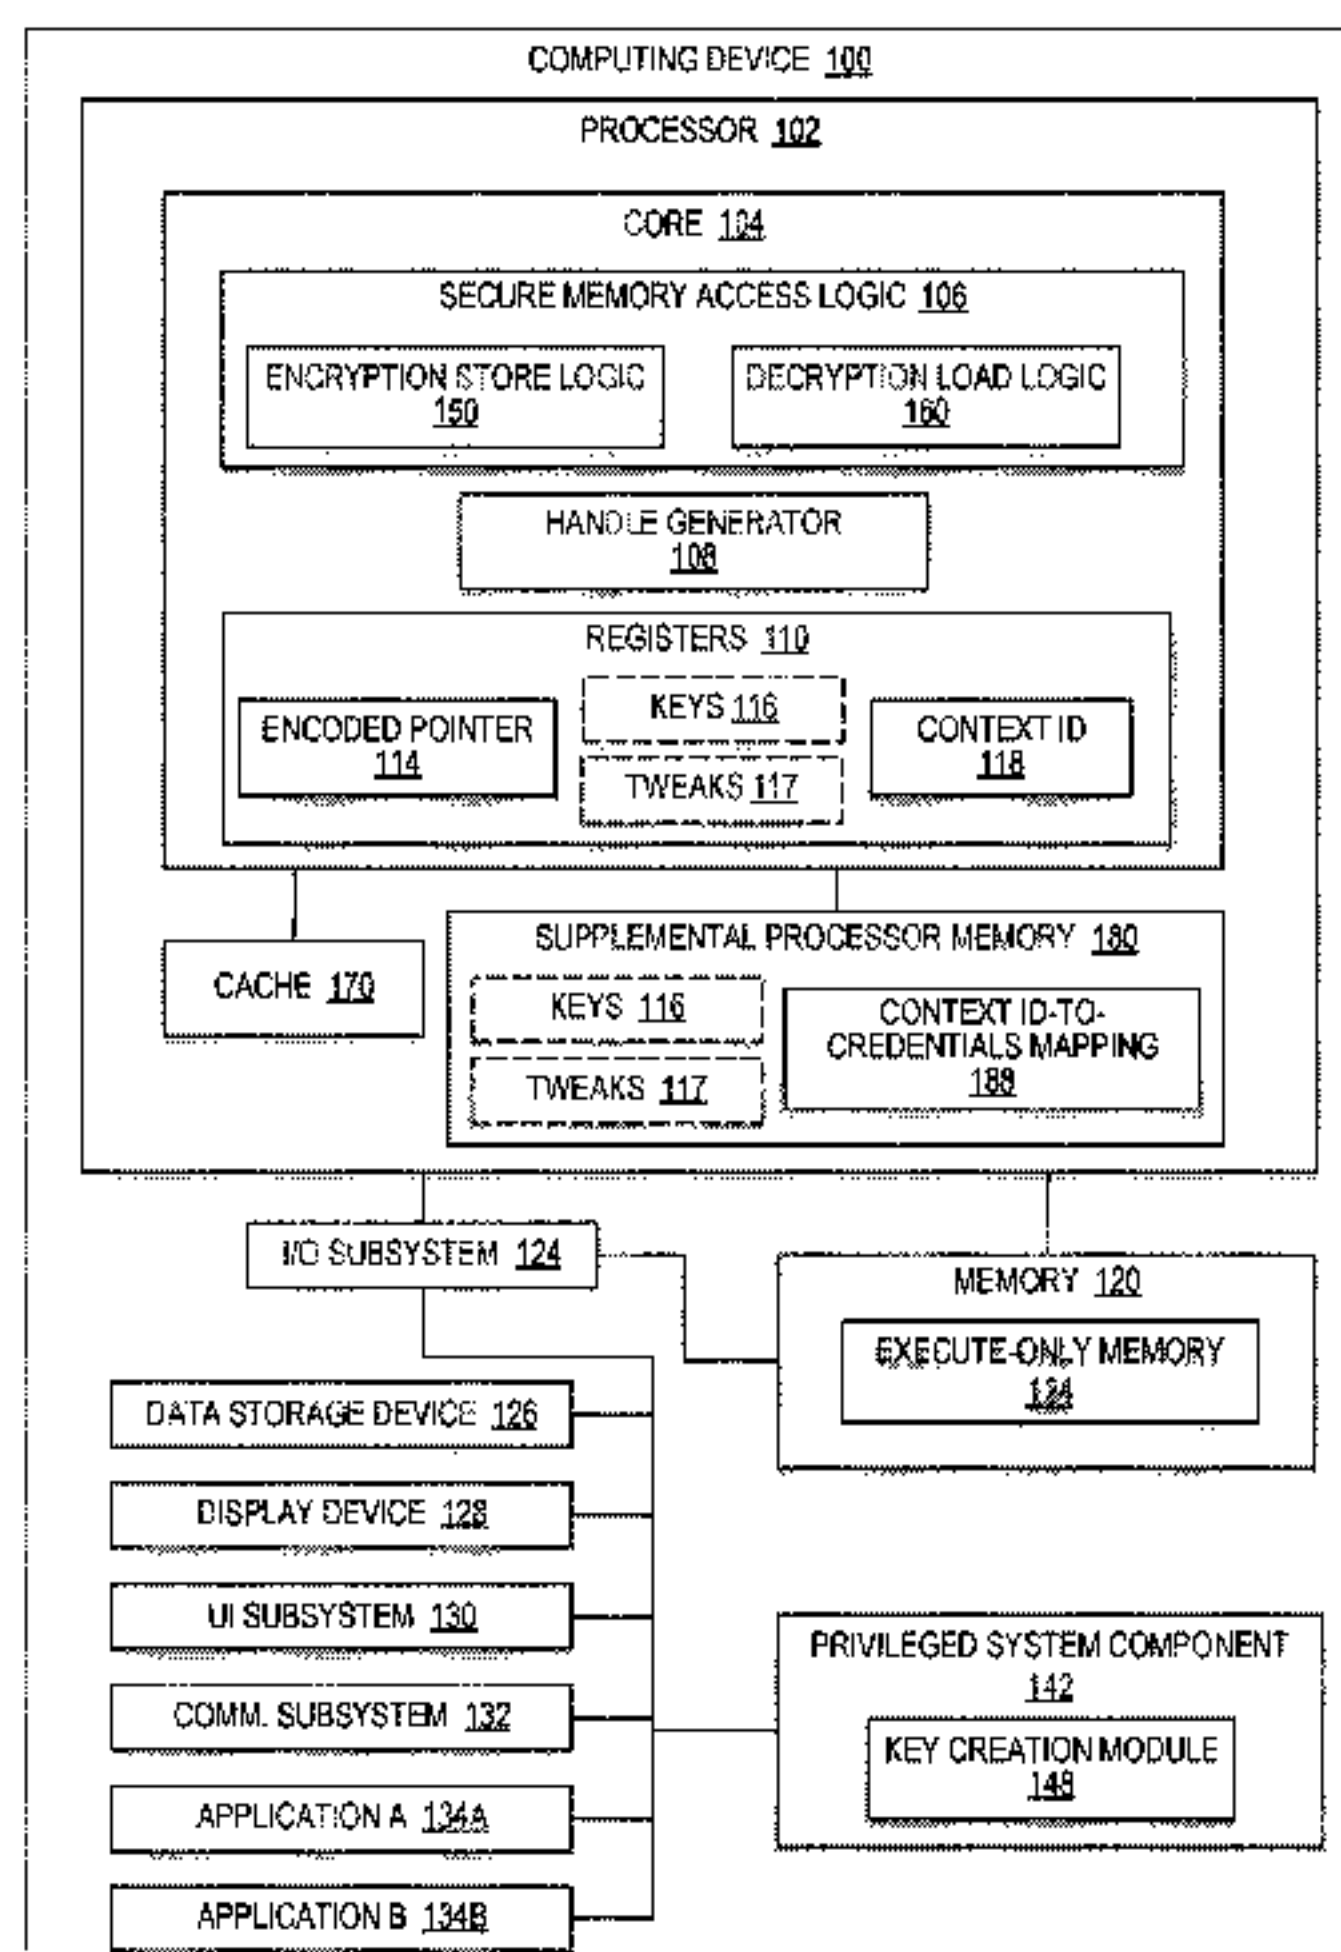 COMPUTING DEVICE 100
PROCESSOR 102
CORE 104
SECURE MEMORY ACCESS LOGIC 106
ENCRYPTION STORE LOGIC
150
DECRYPTION LOAD LOGIC
160
HANDLE GENERATOR
108
REGISTERS 110
ENCODED POINTER
114
KEYS 116
TWEAKS 117
CONTEXT ID
118
CACHE 170
SUPPLEMENTAL PROCESSOR MEMORY 180
KEYS 116
TWEAKS 117
CONTEXT ID-TO-
CREDENTIALS MAPPING
188
I/O SUBSYSTEM 124
MEMORY 120
EXECUTE-ONLY MEMORY
124
DATA STORAGE DEVICE 126
DISPLAY DEVICE 128
UI SUBSYSTEM 130
COMM. SUBSYSTEM 132
APPLICATION A 134A
APPLICATION B 134B
PRIVILEGED SYSTEM COMPONENT
142
KEY CREATION MODULE
148